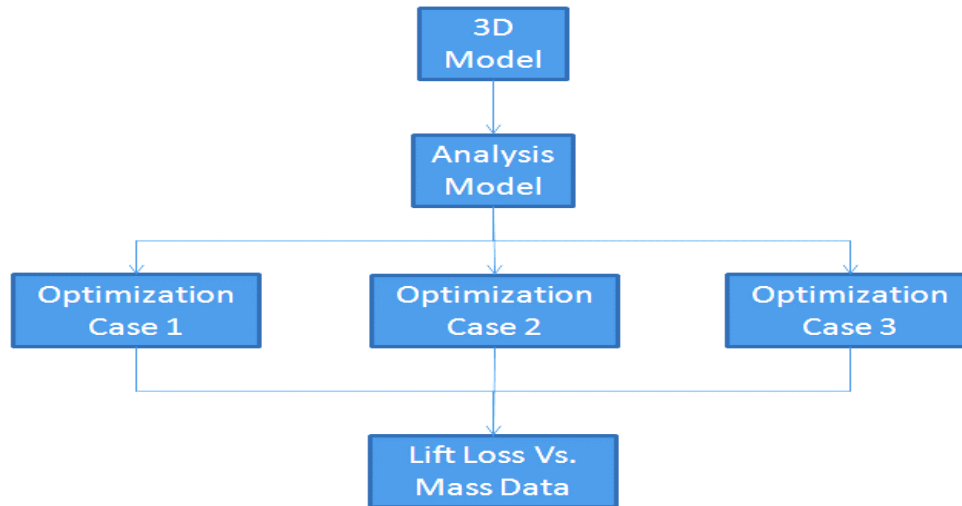 3D
Model
Analysis
Model
Optimization
Case 1
Optimization
Case 2
Optimization
Case 3
Lift Loss Vs.
Mass Data